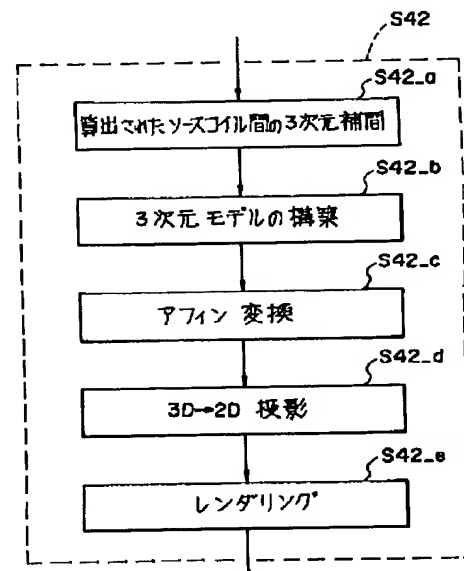 S42
S42_a
算出されたソースコイル間の3次元補間
S42_b
3次元モデルの構築
S42_c
アフィン変換
S42_d
3D→2D 投影
S42_e
レンダリング